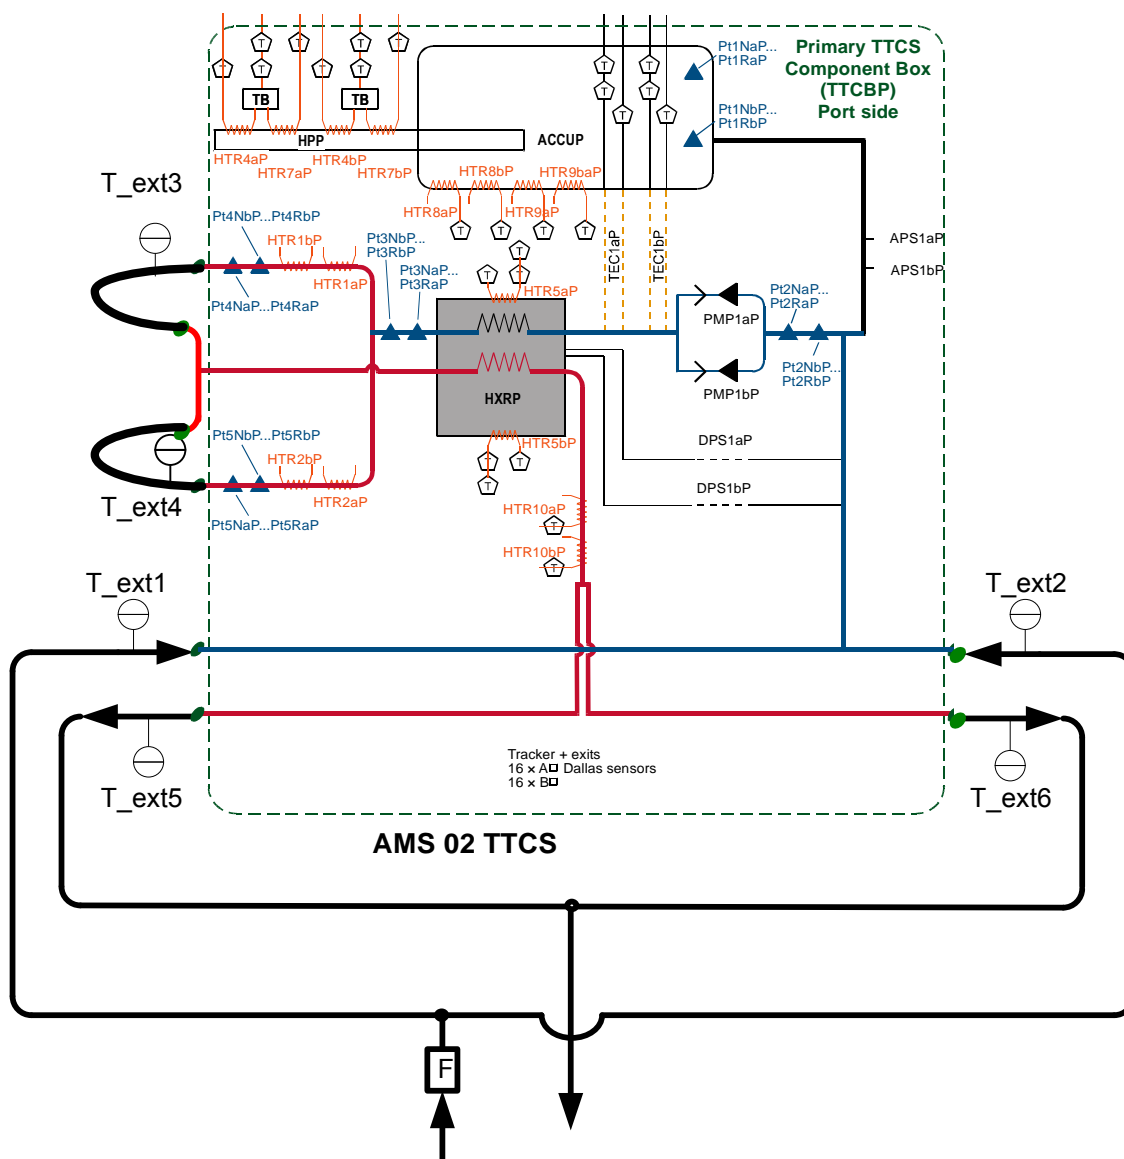 Primary TTCS
Component Box
(TTCBP)
Port side
Pt1NaP...
Pt1RaP
Pt1NbP...
Pt1RbP
T
T
T
T
T
T
T
T
T
T
T
T
T
T
TB
TB
HPP
ACCUP
HTR4aP
HTR7aP
HTR4bP
HTR7bP
HTR8aP
HTR8bP
HTR9aP
HTR9baP
T
T
T
T
T_ext3
Pt4NbP...Pt4RbP
HTR1bP
HTR1aP
Pt4NaP...Pt4RaP
Pt3NbP...
Pt3RbP
Pt3NaP...
Pt3RaP
T
T
T
HTR5aP
TEC1aP
TEC1bP
APS1aP
APS1bP
PMP1aP
PMP1bP
Pt2NaP...
Pt2RaP
Pt2NbP...
Pt2RbP
HXRP
HTR5bP
T
T
T
DPS1aP
DPS1bP
Pt5NbP...Pt5RbP
HTR2bP
HTR2aP
T_ext4
Pt5NaP...Pt5RaP
HTR10aP
T
HTR10bP
T
T_ext1
T_ext2
T_ext5
T_ext6
Tracker + exits
16 × A Dallas sensors
16 × B
AMS 02 TTCS
F